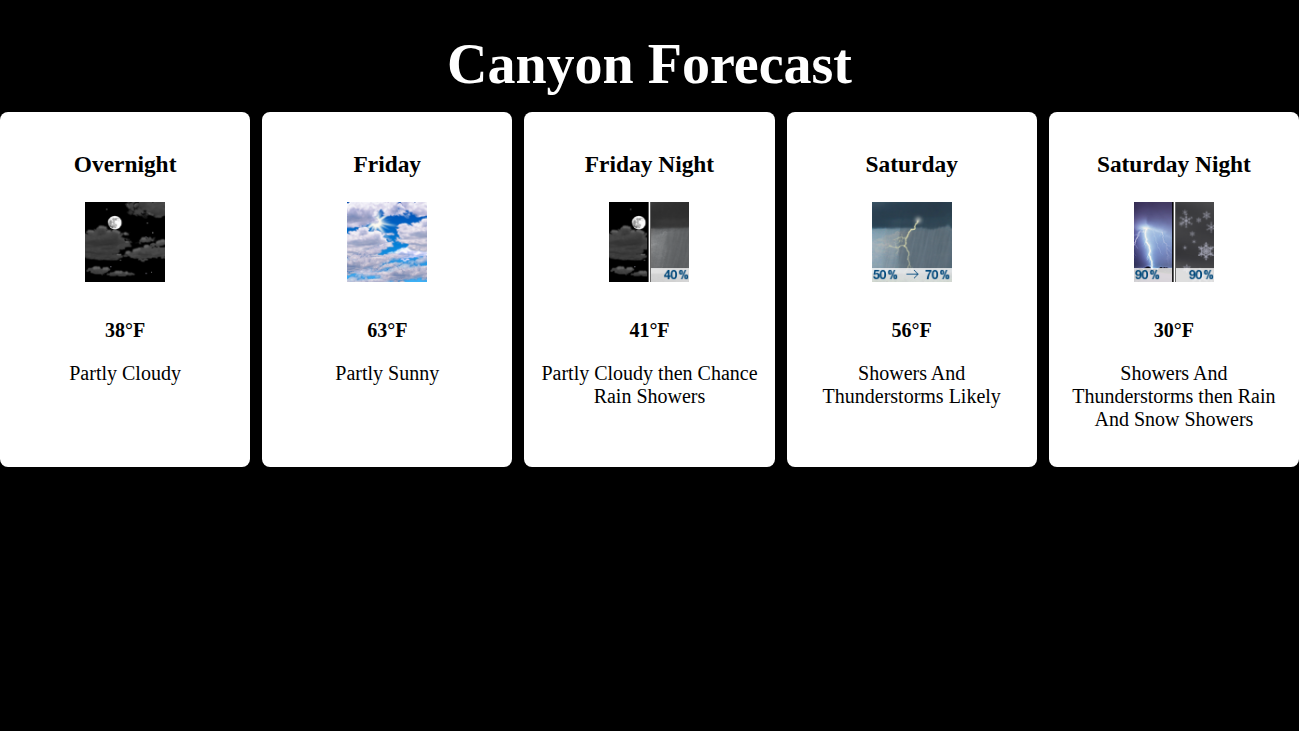 Canyon Forecast
Overnight
38°F
Partly Cloudy
Friday
63°F
Partly Sunny
Friday Night
40%
41°F
Partly Cloudy then Chance
Rain Showers
Saturday
50% → 70%
56°F
Showers And
Thunderstorms Likely
Saturday Night
90% 90%
30°F
Showers And
Thunderstorms then Rain
And Snow Showers